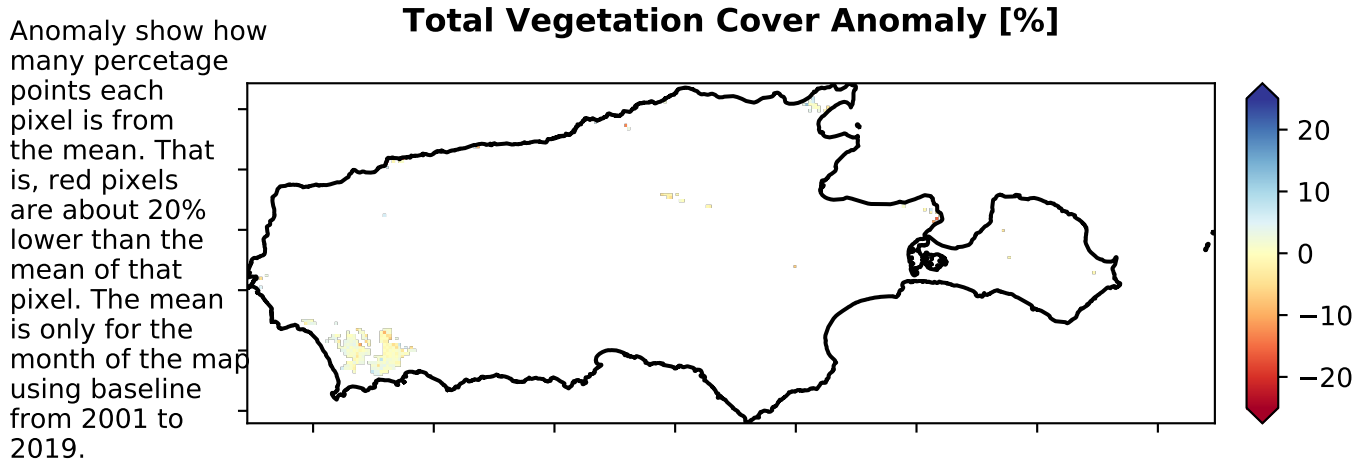 Total Vegetation Cover Anomaly [%]
Anomaly show how
many percetage
points each
pixel is from
the mean. That
is, red pixels
are about 20%
lower than the
mean of that
pixel. The mean
is only for the
month of the map
using baseline
from 2001 to
2019.
20
10
0
−10
−20